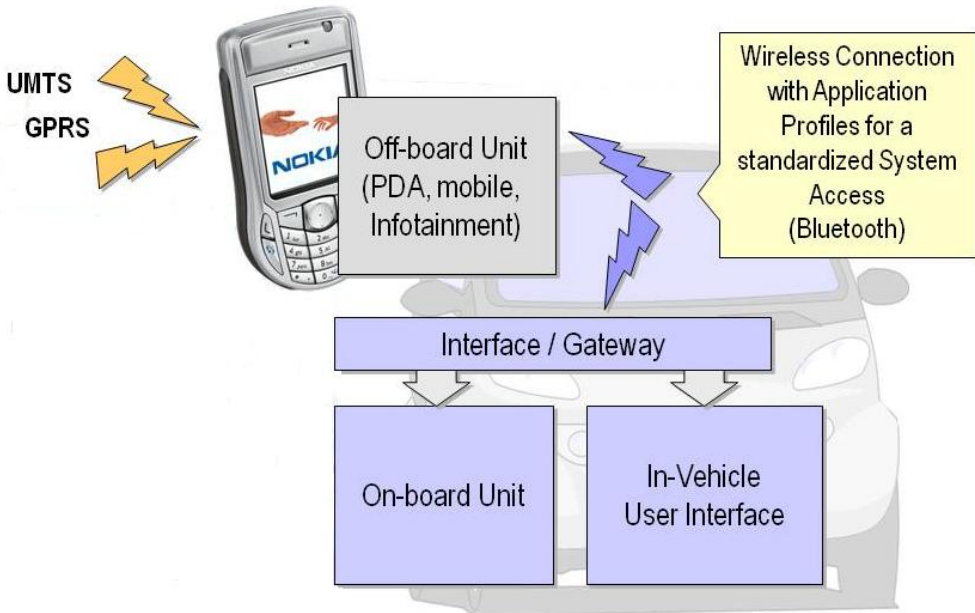 UMTS
GPRS
NOKIA
Off-board Unit
(PDA, mobile,
Infotainment)
Wireless Connection
with Application
Profiles for a
standardized System
Access
(Bluetooth)
Interface / Gateway
On-board Unit
In-Vehicle
User Interface